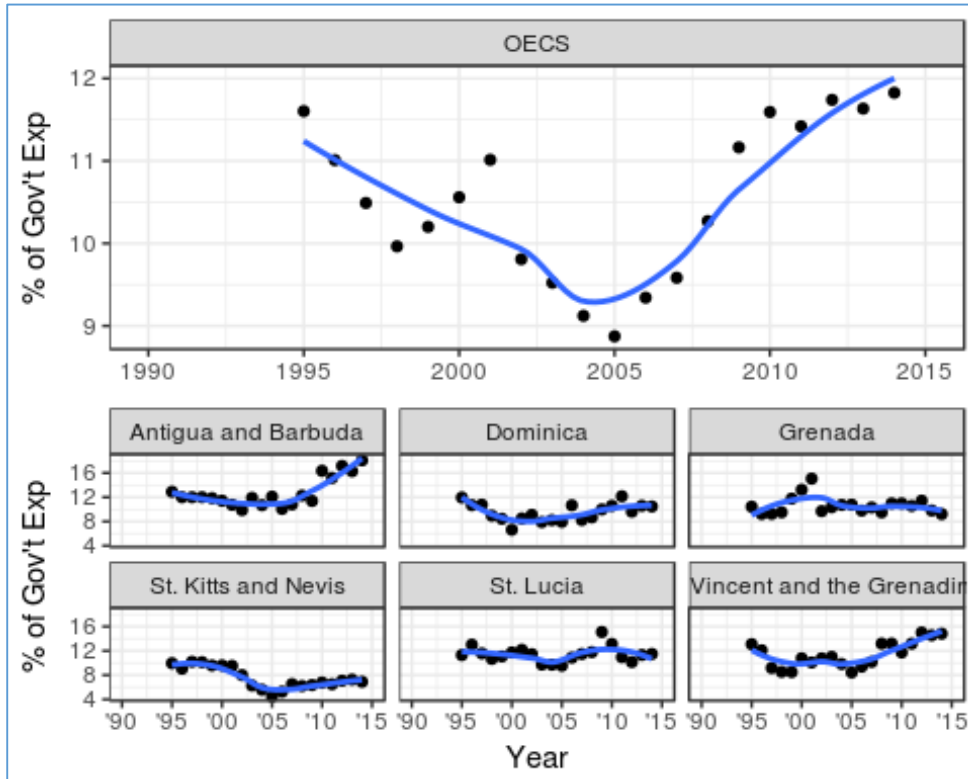 OECS
% of Gov't Exp
12
11
10
9
1990 1995 2000 2005 2010 2015
Antigua and Barbuda Dominica Grenada
% of Gov't Exp
16
12
8
4
St. Kitts and Nevis St. Lucia Vincent and the Grenadin
16
12
8
4
'90 '95 '00 '05 '10 '15 '90 '95 '00 '05 '10 '15 '90 '95 '00 '05 '10 '15
Year